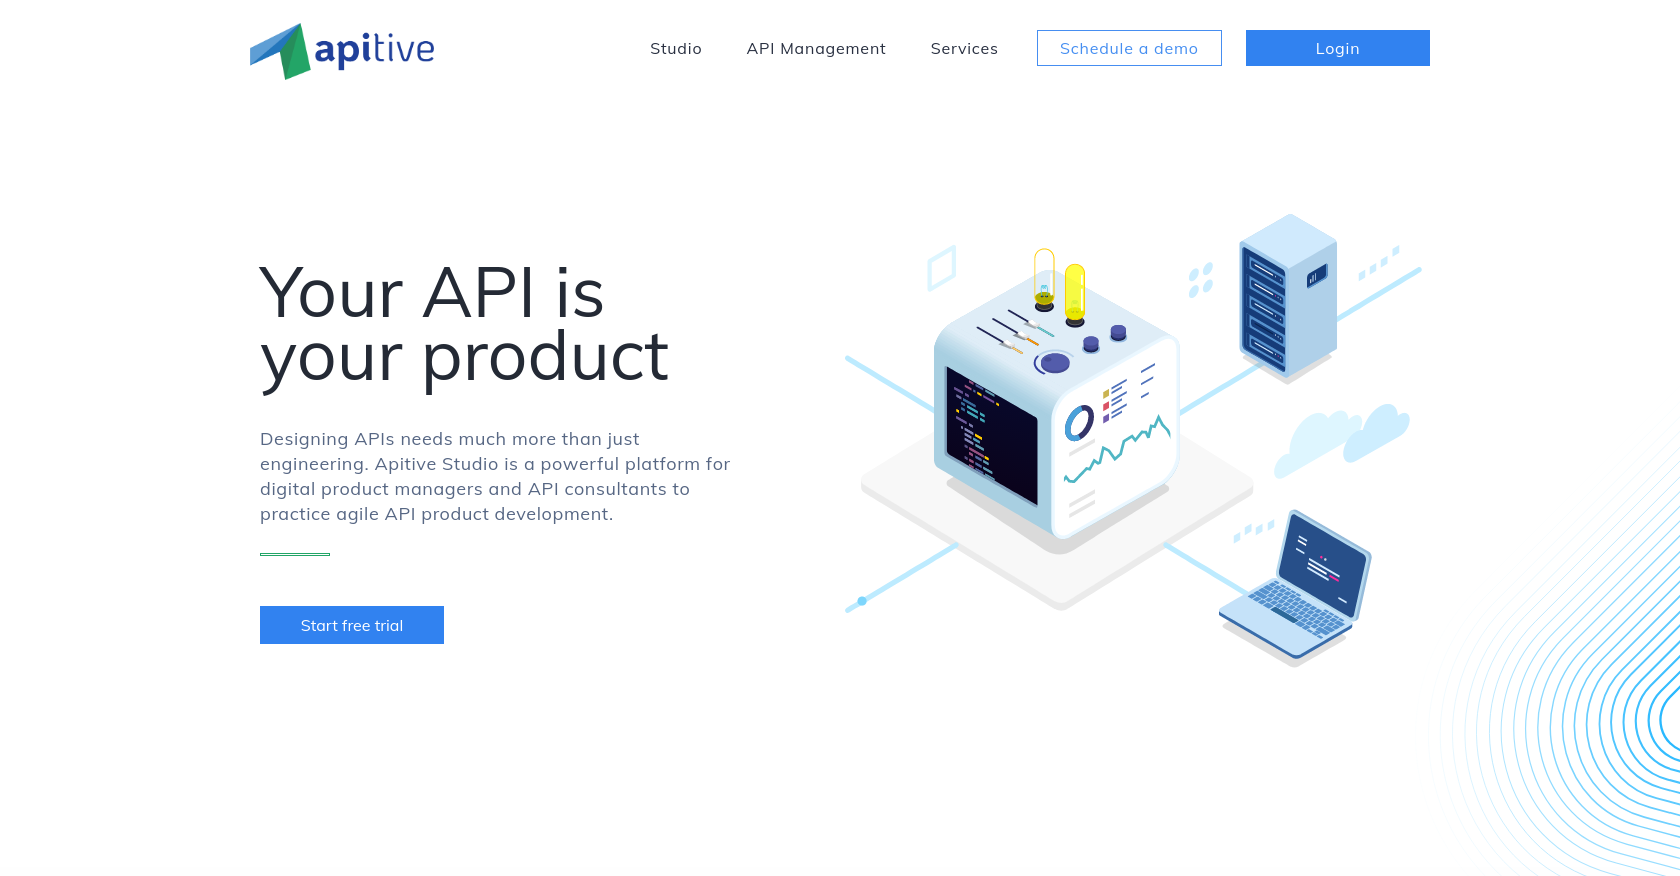 apitive
Studio
API Management
Services
Schedule a demo
Login
Your API is
your product
Designing APIs needs much more than just
engineering. Apitive Studio is a powerful platform for
digital product managers and API consultants to
practice agile API product development.
Start free trial